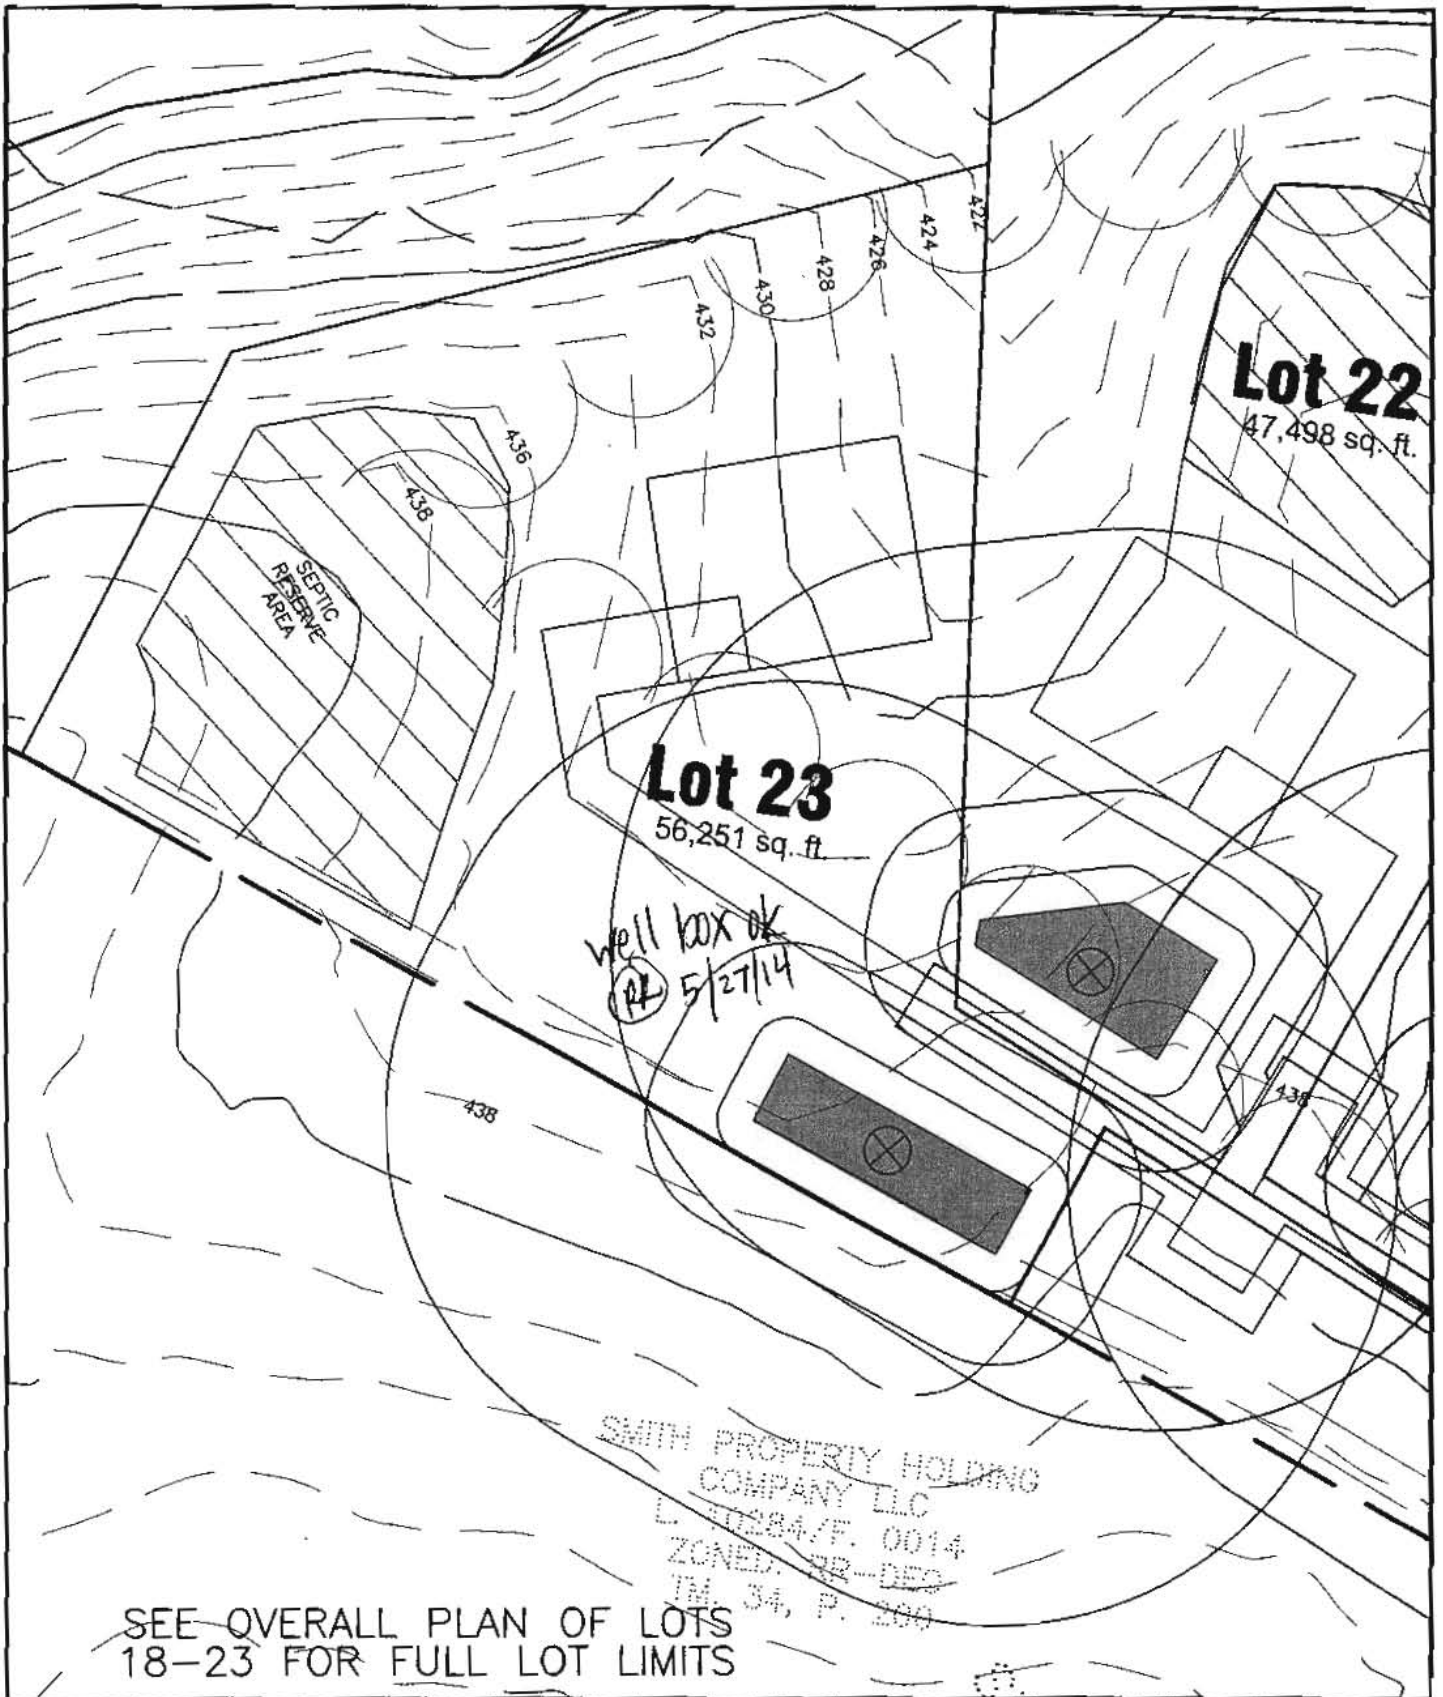 422
424
426
428
430
432
Lot 22
47,498 sq. ft.
436
438
SEPTIC
RESERVE
AREA
Lot 23
56,251 sq. ft.
well box ok
5/27/14
438
438
SMITH PROPERTY HOLDING
COMPANY LLC
L. 10284/F. 0014
ZONED: RR-DEO
TM. 34, P. 200
SEE OVERALL PLAN OF LOTS
18-23 FOR FULL LOT LIMITS